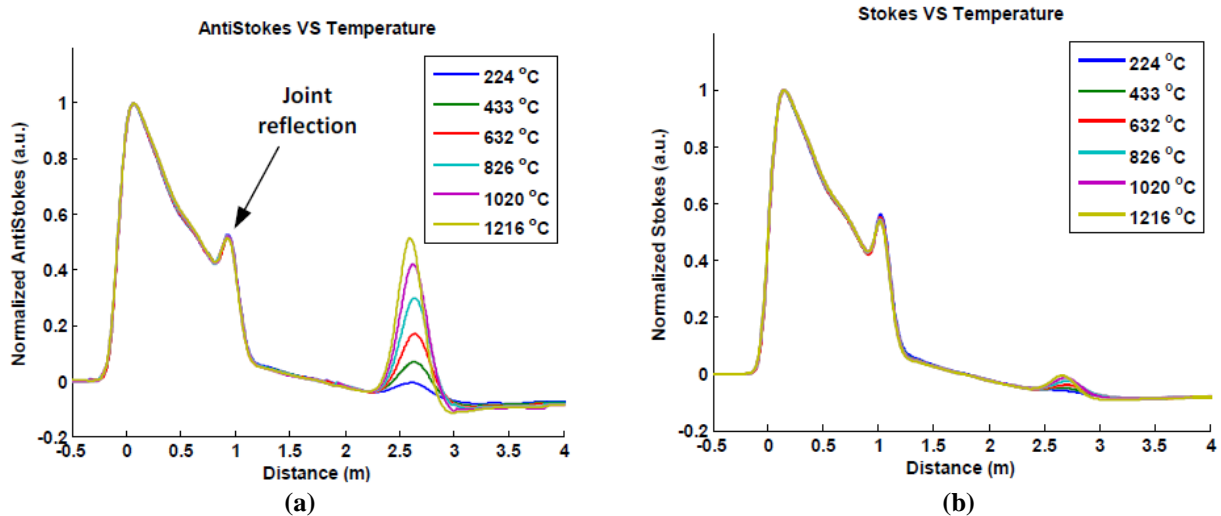 AntiStokes VS Temperature
Normalized AntiStokes (a.u.)
1
0.8
0.6
0.4
0.2
0
-0.2
-0.5
0
0.5
1
1.5
2
2.5
3
3.5
4
Distance (m)
Joint
reflection
224 °C
433 °C
632 °C
826 °C
1020 °C
1216 °C
(a)
Stokes VS Temperature
Normalized Stokes (a.u.)
1
0.8
0.6
0.4
0.2
0
-0.2
-0.5
0
0.5
1
1.5
2
2.5
3
3.5
4
Distance (m)
224 °C
433 °C
632 °C
826 °C
1020 °C
1216 °C
(b)